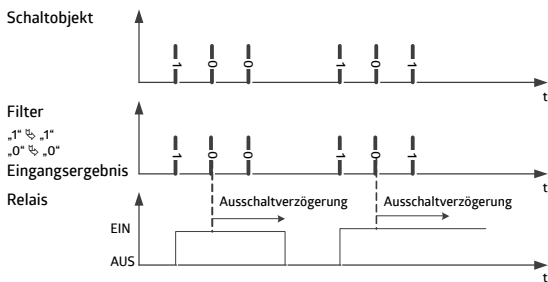 Schaltobjekt
1 0 0 1 0 1
t
Filter
„1“ ⇘ „1“
„0“ ⇘ „0“
Eingangsergebnis
1 0 0 1 0 1
t
Relais
Ausschaltverzögerung Ausschaltverzögerung
EIN
AUS
t